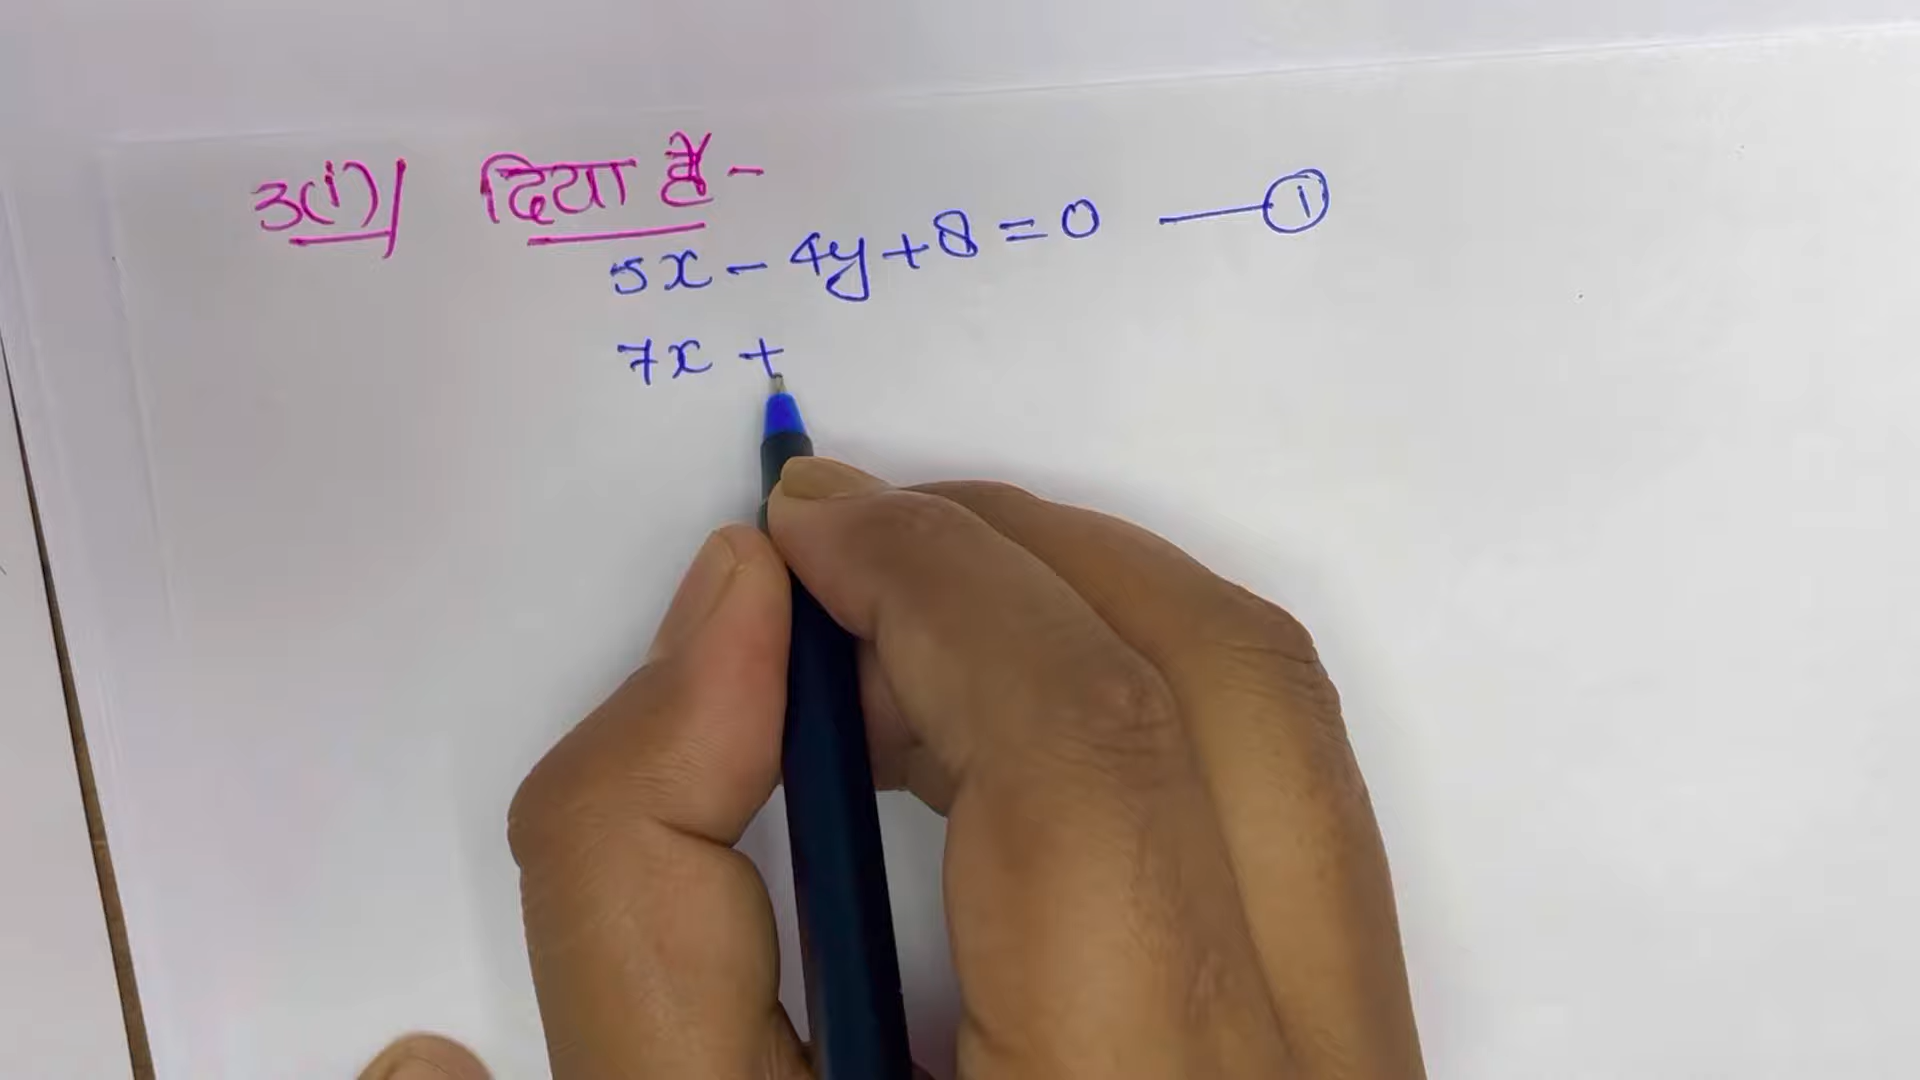 3(i)/ दिया है -
5x - 4y + 8 = 0 —— ①
7x +